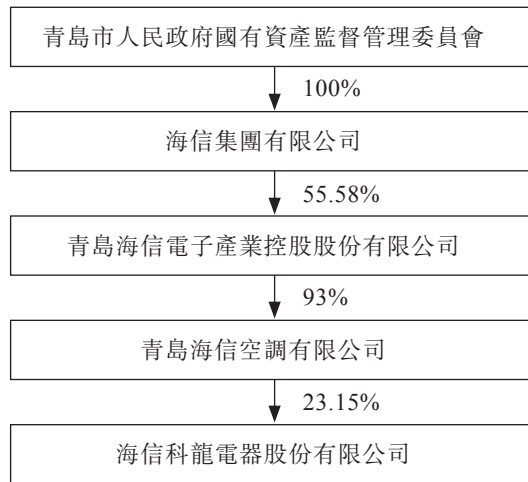 青島市人民政府國有資產監督管理委員會
100%
海信集團有限公司
55.58%
青島海信電子產業控股股份有限公司
93%
青島海信空調有限公司
23.15%
海信科龍電器股份有限公司